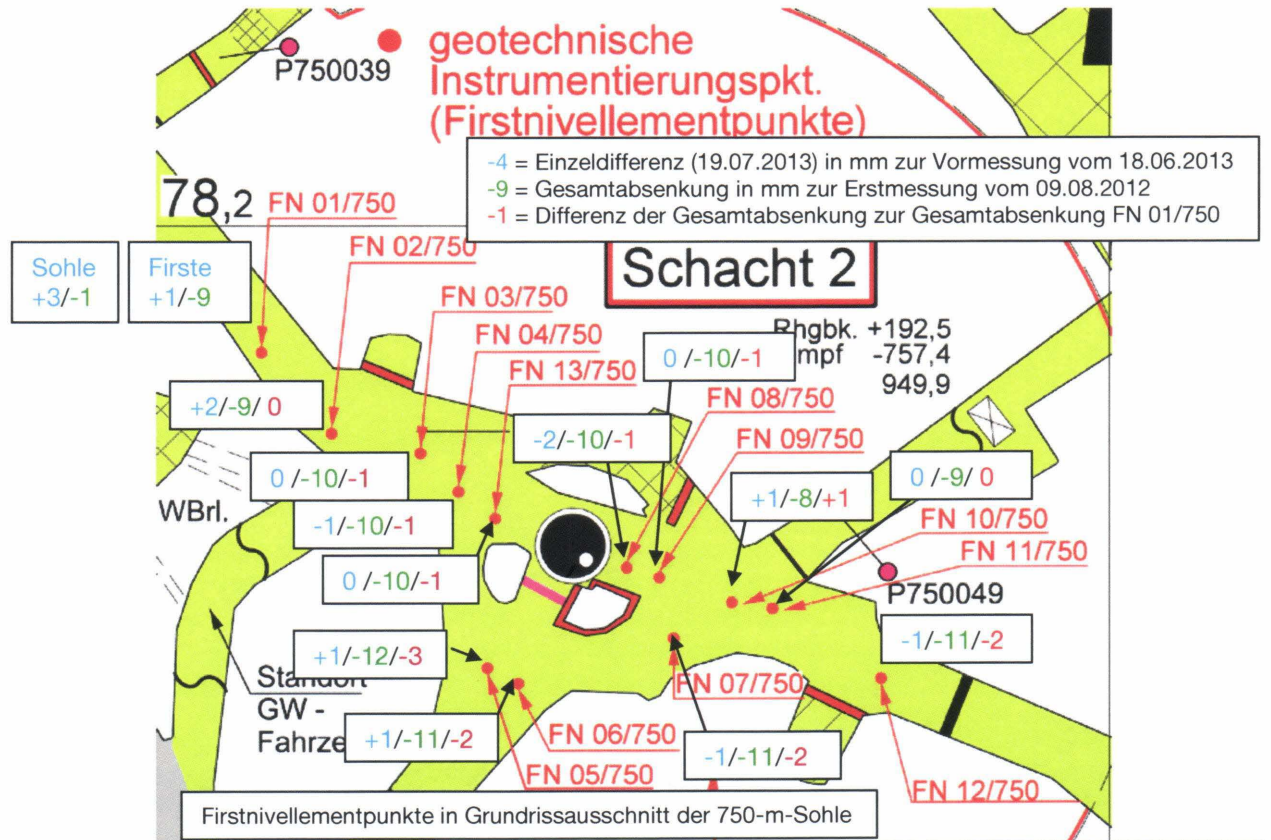 P750039
geotechnische
Instrumentierungspkt.
(Firstnivellementpunkte)
-4 = Einzeldifferenz (19.07.2013) in mm zur Vormessung vom 18.06.2013
-9 = Gesamtabsenkung in mm zur Erstmessung vom 09.08.2012
-1 = Differenz der Gesamtabsenkung zur Gesamtabsenkung FN 01/750
78,2
FN 01/750
FN 02/750
Sohle
+3/-1
Firste
+1/-9
Schacht 2
FN 03/750
FN 04/750
FN 13/750
Rhgbk. +192,5
mpf -757,4
949,9
0 /-10/-1
+2/-9/ 0
FN 08/750
-2/-10/-1
FN 09/750
0 /-10/-1
+1/-8/+1
0 /-9/ 0
WBrl.
-1/-10/-1
FN 10/750
FN 11/750
0 /-10/-1
P750049
-1/-11/-2
+1/-12/-3
Standort
GW -
Fahrze
FN 07/750
+1/-11/-2
FN 06/750
-1/-11/-2
FN 05/750
FN 12/750
Firstnivellementpunkte in Grundrissausschnitt der 750-m-Sohle